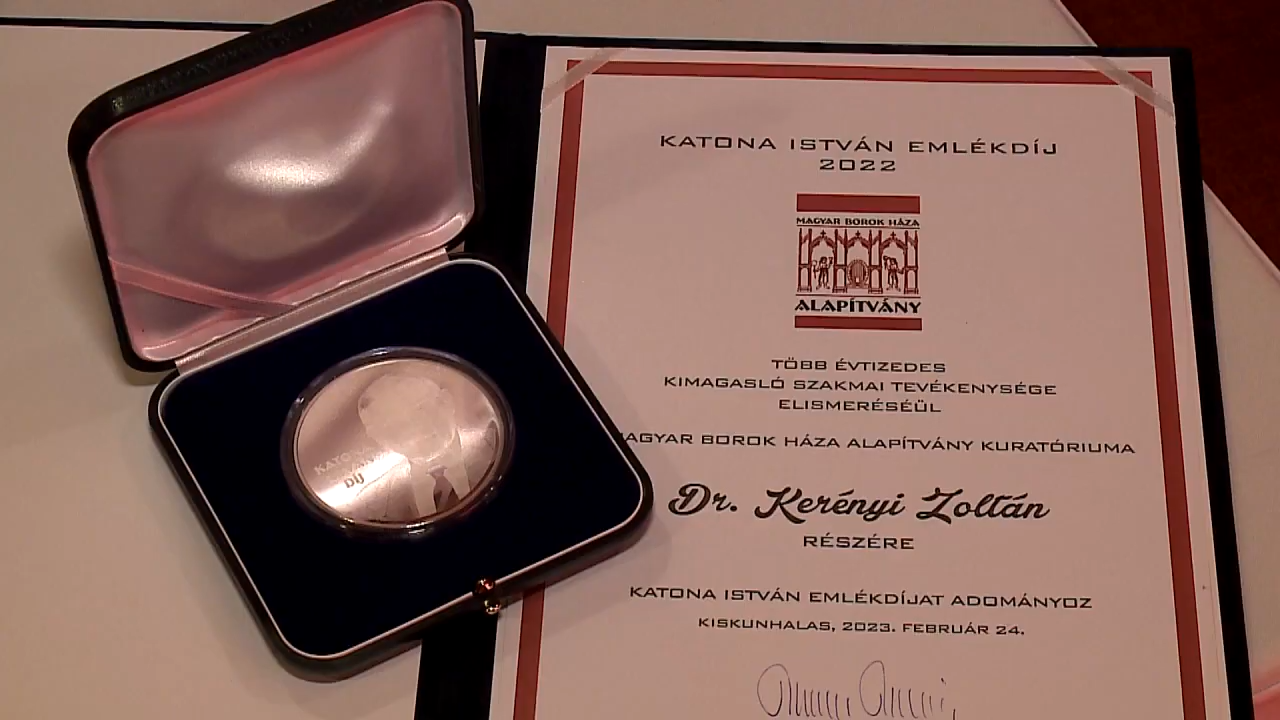 KATONA ISTVÁN EMLÉKDÍJ
2022
MAGYAR BOROK HÁZA
ALAPÍTVÁNY
TÖBB ÉVTIZEDES
KIMAGASLÓ SZAKMAI TEVÉKENYSÉGE
ELISMERÉSÉÜL
AGYAR BOROK HÁZA ALAPÍTVÁNY KURATÓRIUMA
Dr. Kerényi Zoltán
RÉSZÉRE
KATONA ISTVÁN EMLÉKDÍJAT ADOMÁNYOZ
KISKUNHALAS, 2023. FEBRUÁR 24.
DÍJ